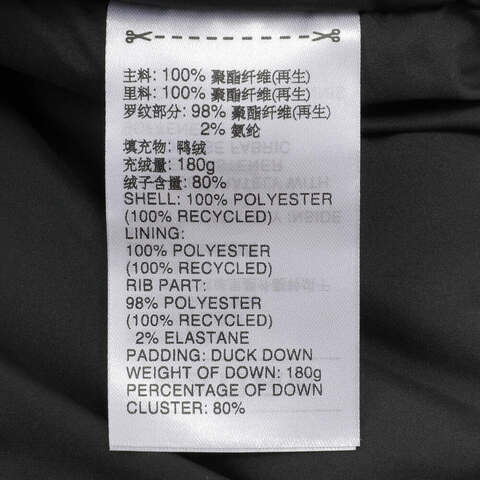 主料: 100% 聚酯纤维(再生)
里料: 100% 聚酯纤维(再生)
罗纹部分: 98% 聚酯纤维(再生)
2% 氨纶
填充物: 鸭绒
充绒量: 180g
绒子含量: 80%
SHELL: 100% POLYESTER
(100% RECYCLED)
LINING:
100% POLYESTER
(100% RECYCLED)
RIB PART:
98% POLYESTER
(100% RECYCLED)
2% ELASTANE
PADDING: DUCK DOWN
WEIGHT OF DOWN: 180g
PERCENTAGE OF DOWN
CLUSTER: 80%